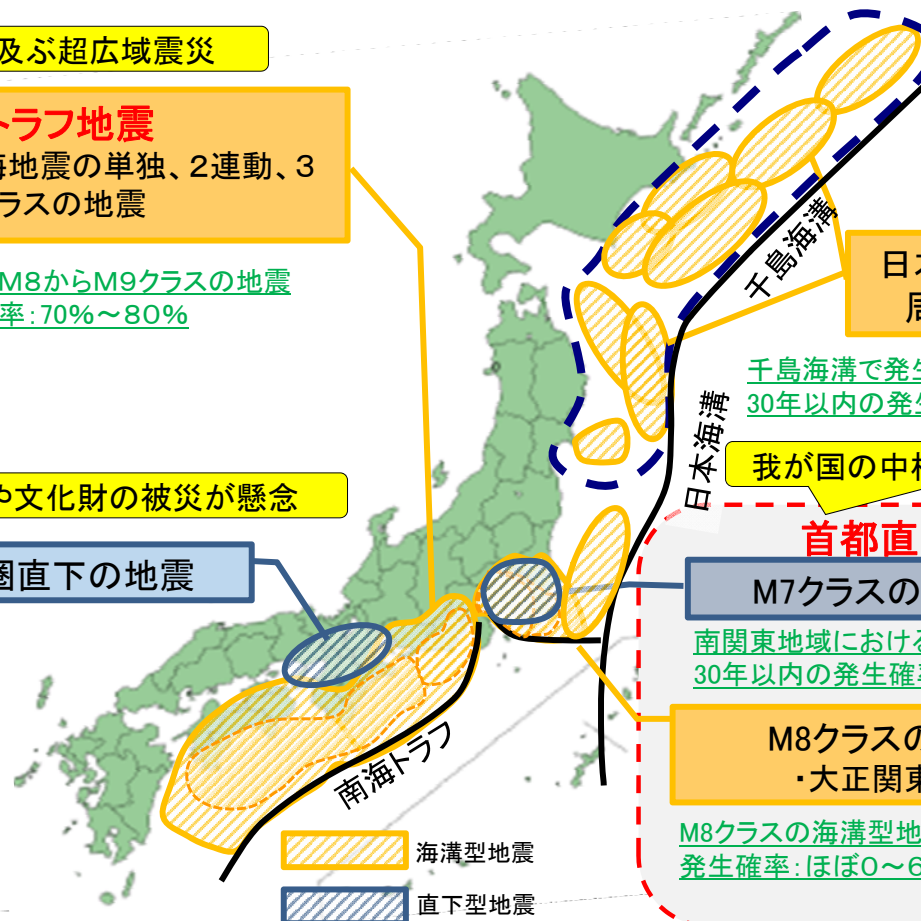 及ぶ超広域震災
トラフ地震
海地震の単独、2連動、3
ラスの地震
M8からM9クラスの地震
率：70%～80%
や文化財の被災が懸念
圏直下の地震
千島海溝
日本海溝
南海トラフ
海溝型地震
直下型地震
日本
周
千島海溝で発生
30年以内の発生
我が国の中枢
首都直
M7クラスの
南関東地域における
30年以内の発生確率
M8クラスの
・大正関東
M8クラスの海溝型地
発生確率：ほぼ0～6